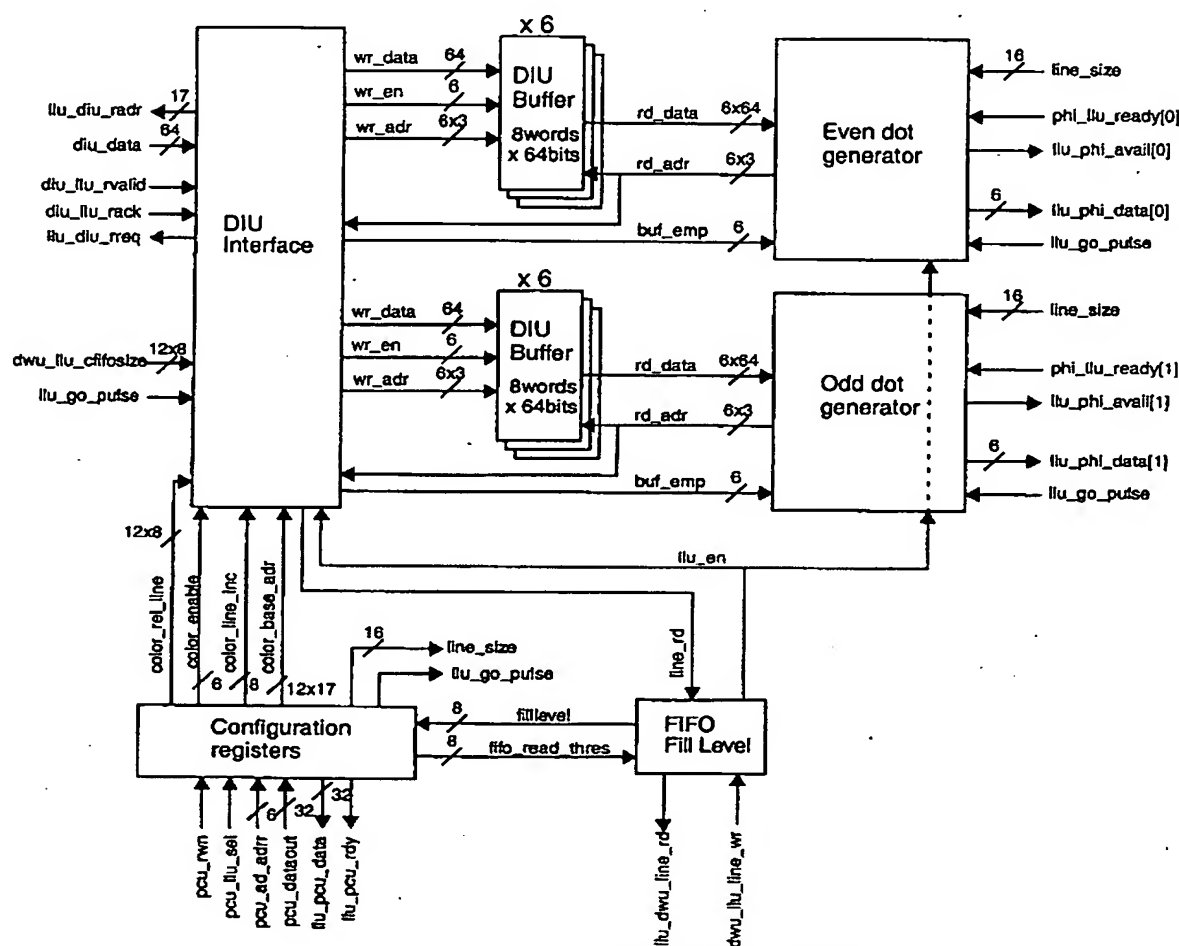 x 6
wr_data
64
DIU
Buffer
8words
x 64bits
wr_en
6
wr_adr
6x3
rd_data
6x64
rd_adr
6x3
buf_emp
6
Even dot
generator
16
line_size
phi_llu_ready[0]
llu_phi_avail[0]
6
llu_phi_data[0]
llu_go_pulse
17
llu_diu_radr
64
diu_data
diu_llu_rvalid
diu_llu_rack
llu_diu_rreq
DIU
Interface
12x8
dwu_llu_cfifosize
llu_go_pulse
x 6
wr_data
64
DIU
Buffer
8words
x 64bits
wr_en
6
wr_adr
6x3
rd_data
6x64
rd_adr
6x3
buf_emp
6
Odd dot
generator
16
line_size
phi_llu_ready[1]
llu_phi_avail[1]
6
llu_phi_data[1]
llu_go_pulse
12x8
color_rel_line
color_enable
6
color_line_inc
8
color_base_adr
12x17
llu_en
line_rd
16
line_size
llu_go_pulse
Configuration
registers
8
filllevel
8
fifo_read_thres
FIFO
Fill Level
pcu_rwn
pcu_llu_sel
pcu_ad_adrr
6
pcu_dataout
32
llu_pcu_data
32
llu_pcu_rdy
llu_dwu_line_rd
dwu_llu_line_wr